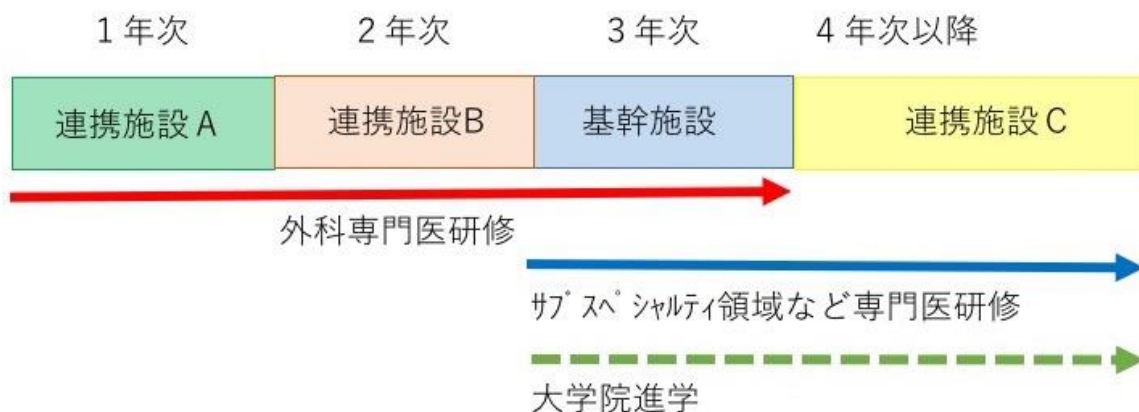 1年次 2年次 3年次 4年次以降
連携施設A 連携施設B 基幹施設 連携施設C
外科専門医研修
ｻﾌﾞｽﾍﾟｼｬﾙﾃｨ領域など専門医研修
大学院進学